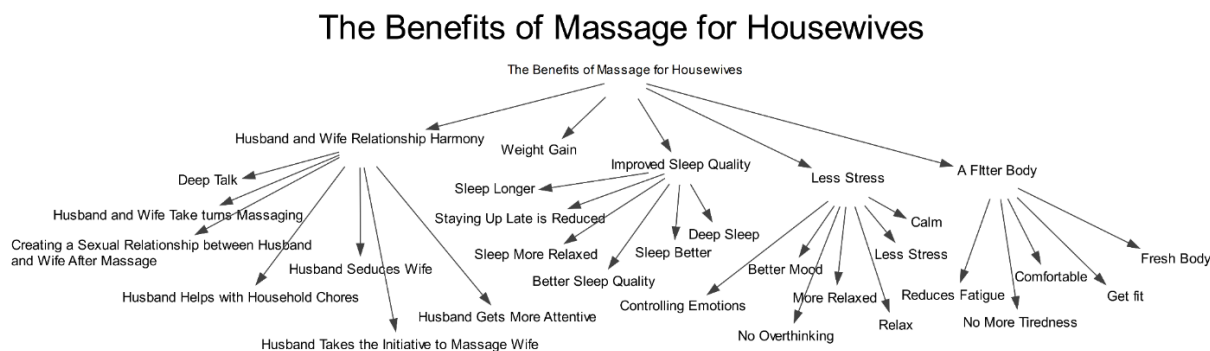 The Benefits of Massage for Housewives
The Benefits of Massage for Housewives
Husband and Wife Relationship Harmony
Weight Gain
Improved Sleep Quality
Less Stress
A FItter Body
Deep Talk
Husband and Wife Take turns Massaging
Creating a Sexual Relationship between Husband
and Wife After Massage
Husband Helps with Household Chores
Husband Seduces Wife
Husband Takes the Initiative to Massage Wife
Husband Gets More Attentive
Sleep Longer
Staying Up Late is Reduced
Sleep More Relaxed
Better Sleep Quality
Sleep Better
Deep Sleep
Controlling Emotions
Better Mood
No Overthinking
More Relaxed
Relax
Less Stress
Calm
Reduces Fatigue
No More Tiredness
Comfortable
Get fit
Fresh Body